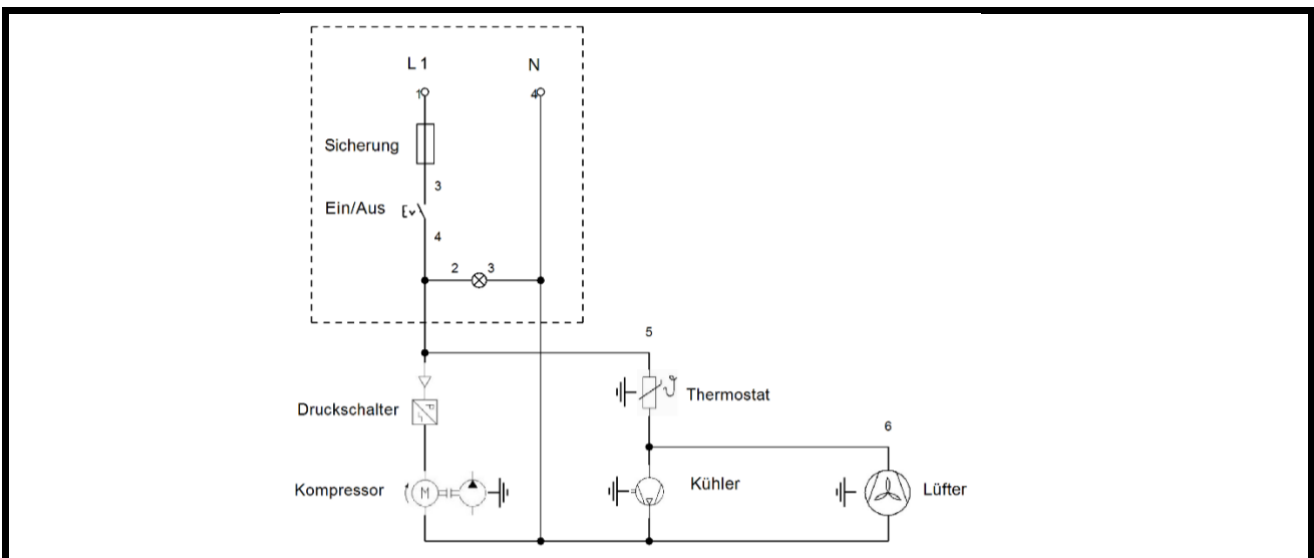 L 1 N
1 4
Sicherung
3
Ein/Aus
4
2 3
5
Thermostat
Druckschalter
6
Kompressor M
Kühler
Lüfter